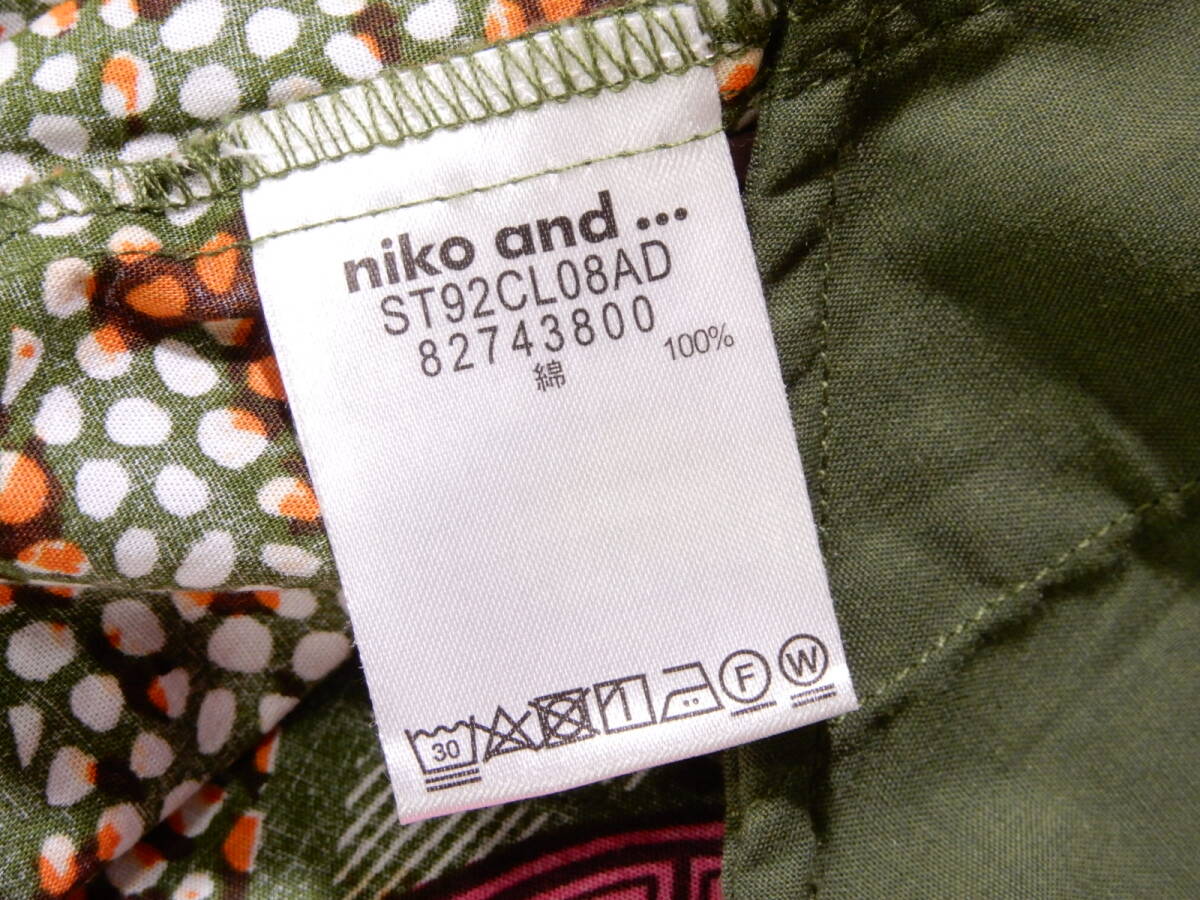 niko and ...
ST92CL08AD
82743800
綿 100%
30 F W